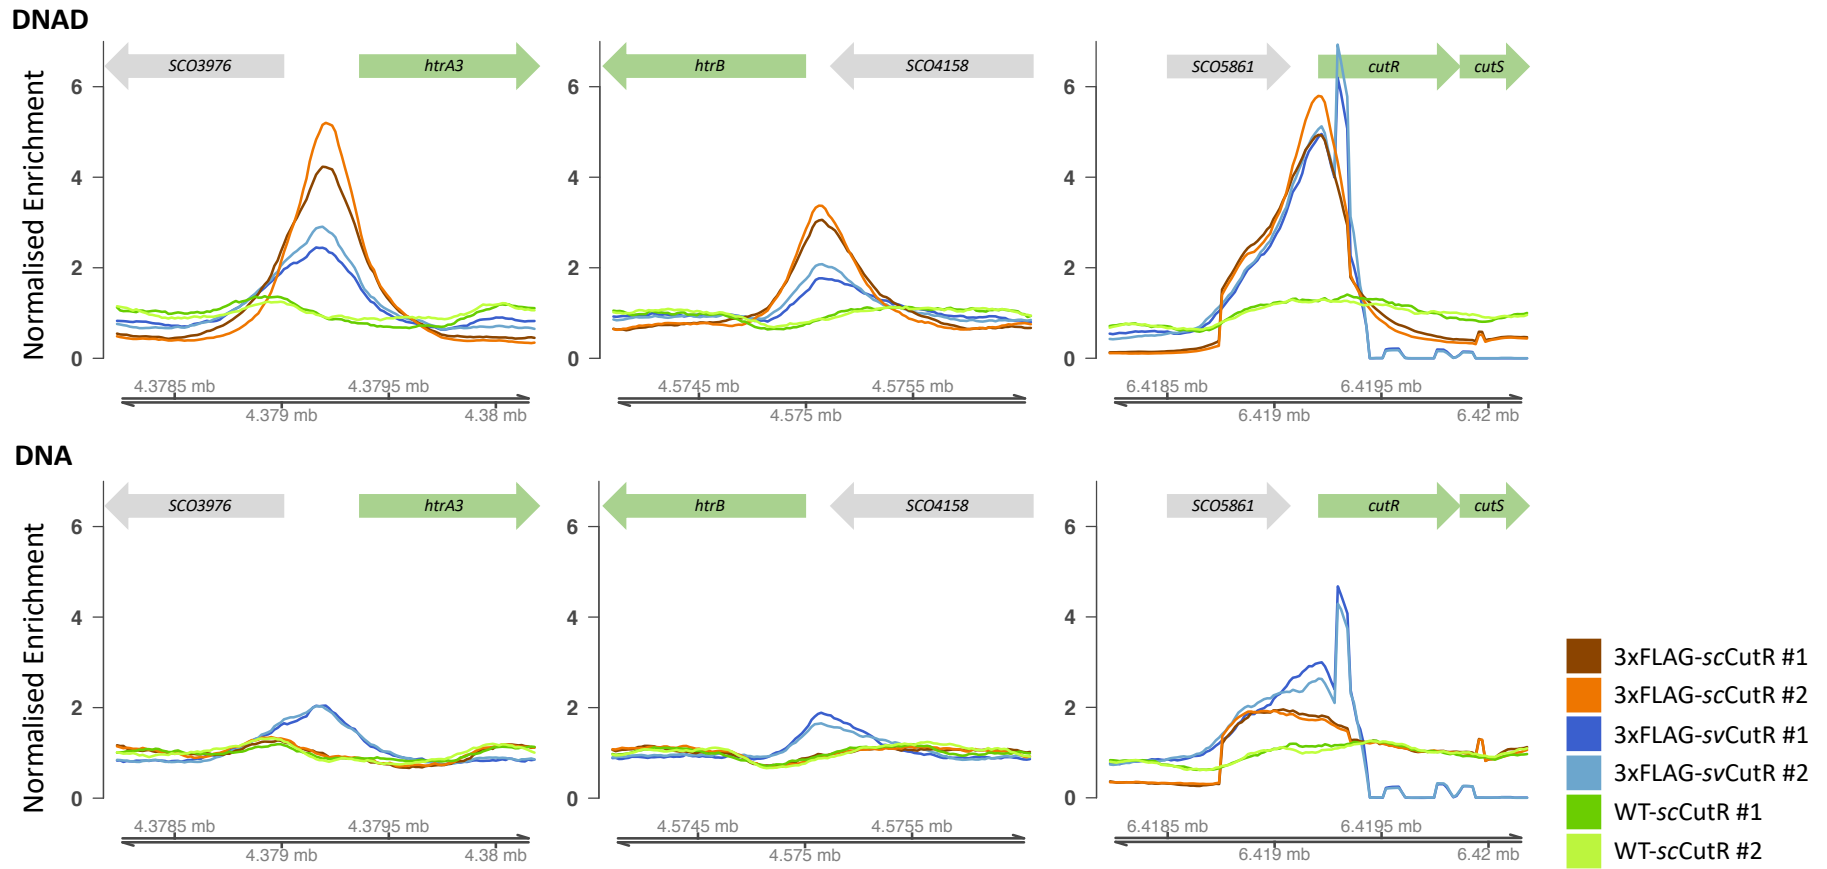 DNAD
Normalised Enrichment
SCO3976
htrA3
6
4
2
0
4.3785 mb
4.3795 mb
4.379 mb
4.38 mb
htrB
SCO4158
6
4
2
0
4.5745 mb
4.5755 mb
4.575 mb
SCO5861
cutR
cutS
6
4
2
0
6.4185 mb
6.4195 mb
6.419 mb
6.42 mb
DNA
Normalised Enrichment
SCO3976
htrA3
6
4
2
0
4.3785 mb
4.3795 mb
4.379 mb
4.38 mb
htrB
SCO4158
6
4
2
0
4.5745 mb
4.5755 mb
4.575 mb
SCO5861
cutR
cutS
6
4
2
0
6.4185 mb
6.4195 mb
6.419 mb
6.42 mb
3xFLAG-scCutR #1
3xFLAG-scCutR #2
3xFLAG-svCutR #1
3xFLAG-svCutR #2
WT-scCutR #1
WT-scCutR #2